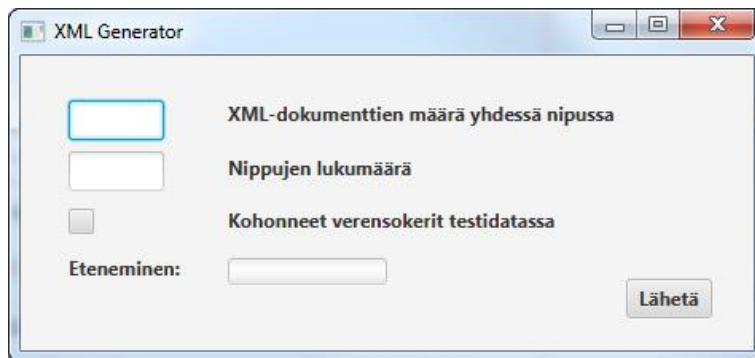 XML Generator
XML-dokumenttien määrä yhdessä nipussa
Nippujen lukumäärä
Kohonneet verensokerit testidatassa
Eteneminen:
Lähetä